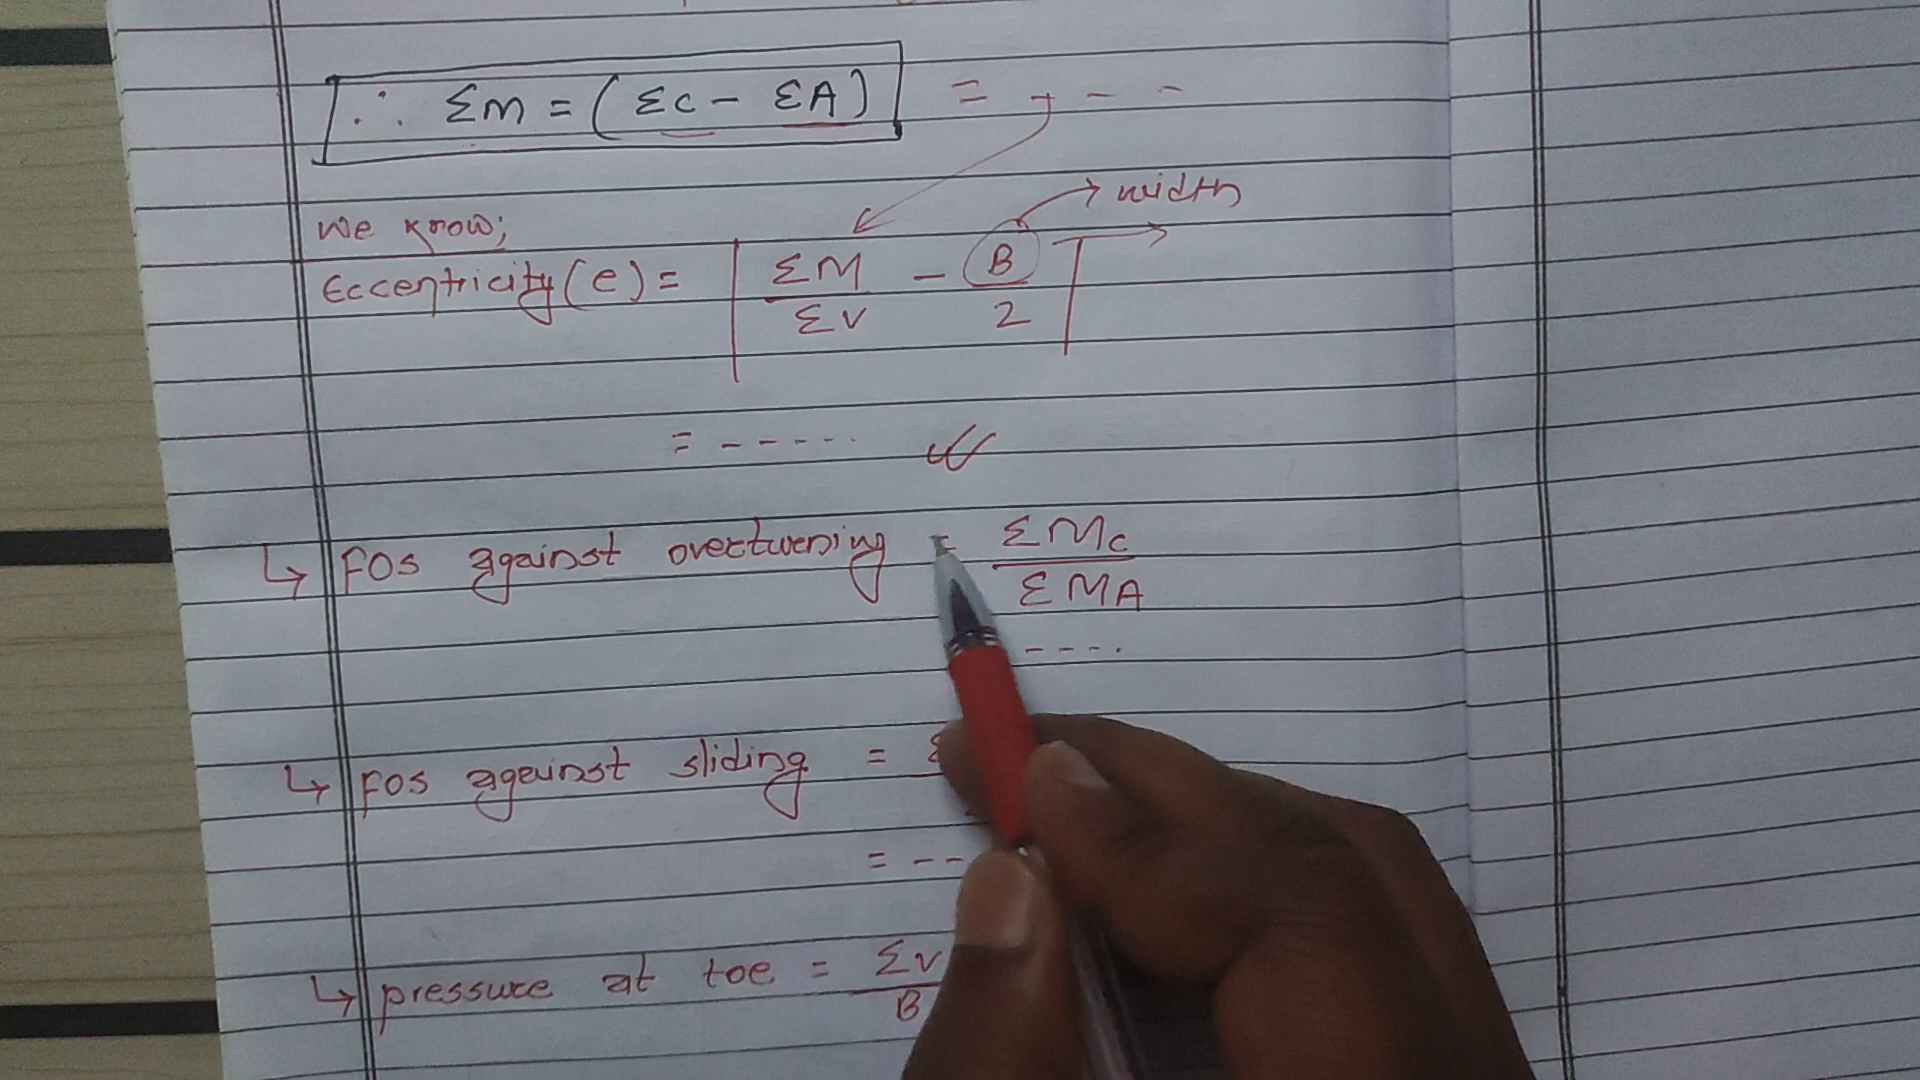 ∴ ΣM = (ΣC - ΣA) = - - -
width
We know;
Eccentricity (e) = | ΣM/ΣV - B/2 |
= - - - - -
↳ FOS against overturning = ΣMc/ΣMA
- - - -
↳ FOS against sliding =
= - -
↳ pressure at toe = Σv/B